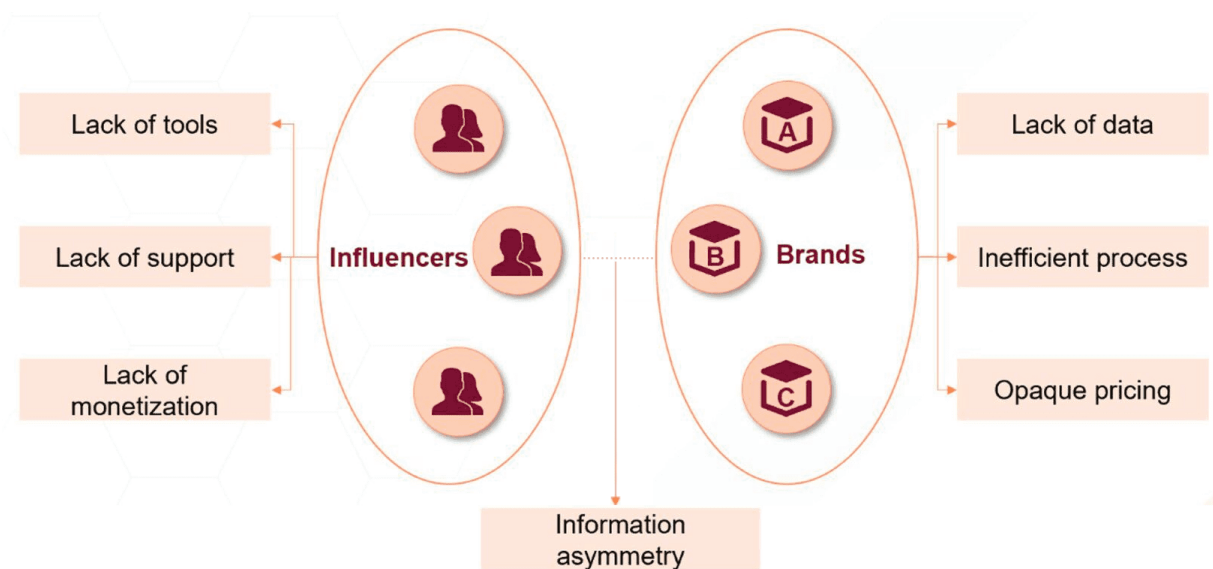 Lack of tools
Lack of support
Lack of
monetization
Influencers
A
B
C
Brands
Lack of data
Inefficient process
Opaque pricing
Information
asymmetry